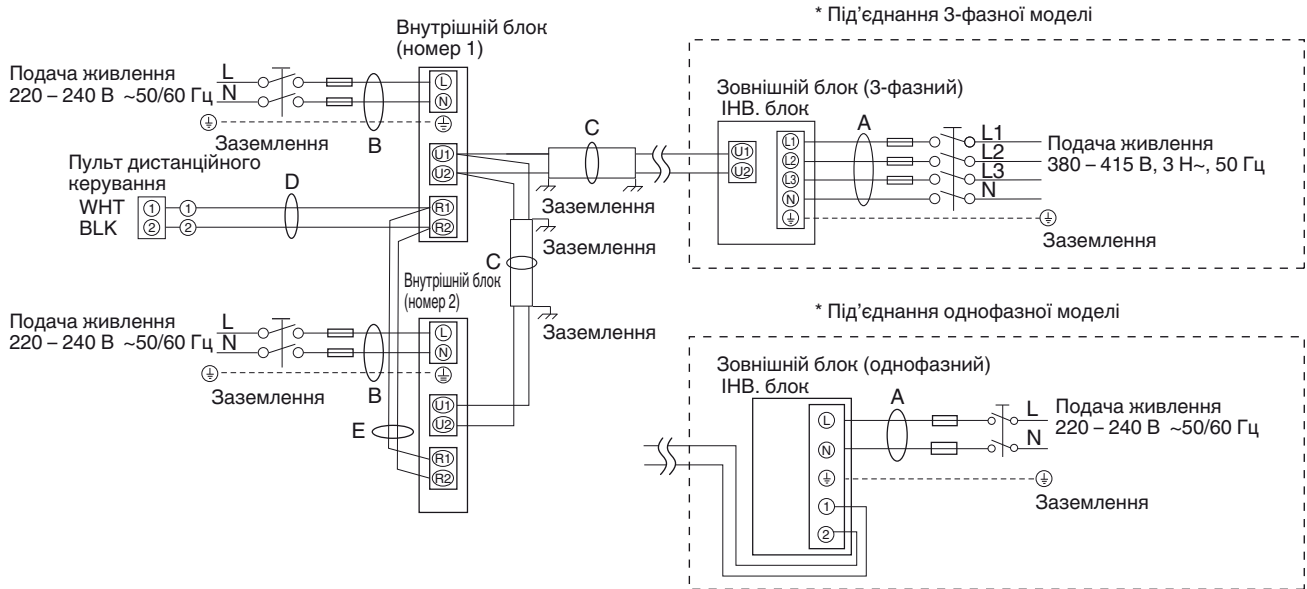 * Під’єднання 3-фазної моделі
Внутрішній блок
(номер 1)
Подача живлення
220 – 240 В ~50/60 Гц
L
N
Заземлення
B
L
N
U1
U2
R1
R2
Пульт дистанційного
керування
WHT
BLK
1
2
1
2
D
C
Заземлення
Заземлення
C
Заземлення
Зовнішній блок (3-фазний)
ІНВ. блок
U1
U2
L1
L2
L3
N
A
L1
L2
L3
N
Подача живлення
380 – 415 В, 3 Н~, 50 Гц
Заземлення
Внутрішній блок
(номер 2)
Подача живлення
220 – 240 В ~50/60 Гц
L
N
Заземлення
B
L
N
U1
U2
R1
R2
E
* Під’єднання однофазної моделі
Зовнішній блок (однофазний)
ІНВ. блок
L
N
1
2
A
L
N
Подача живлення
220 – 240 В ~50/60 Гц
Заземлення